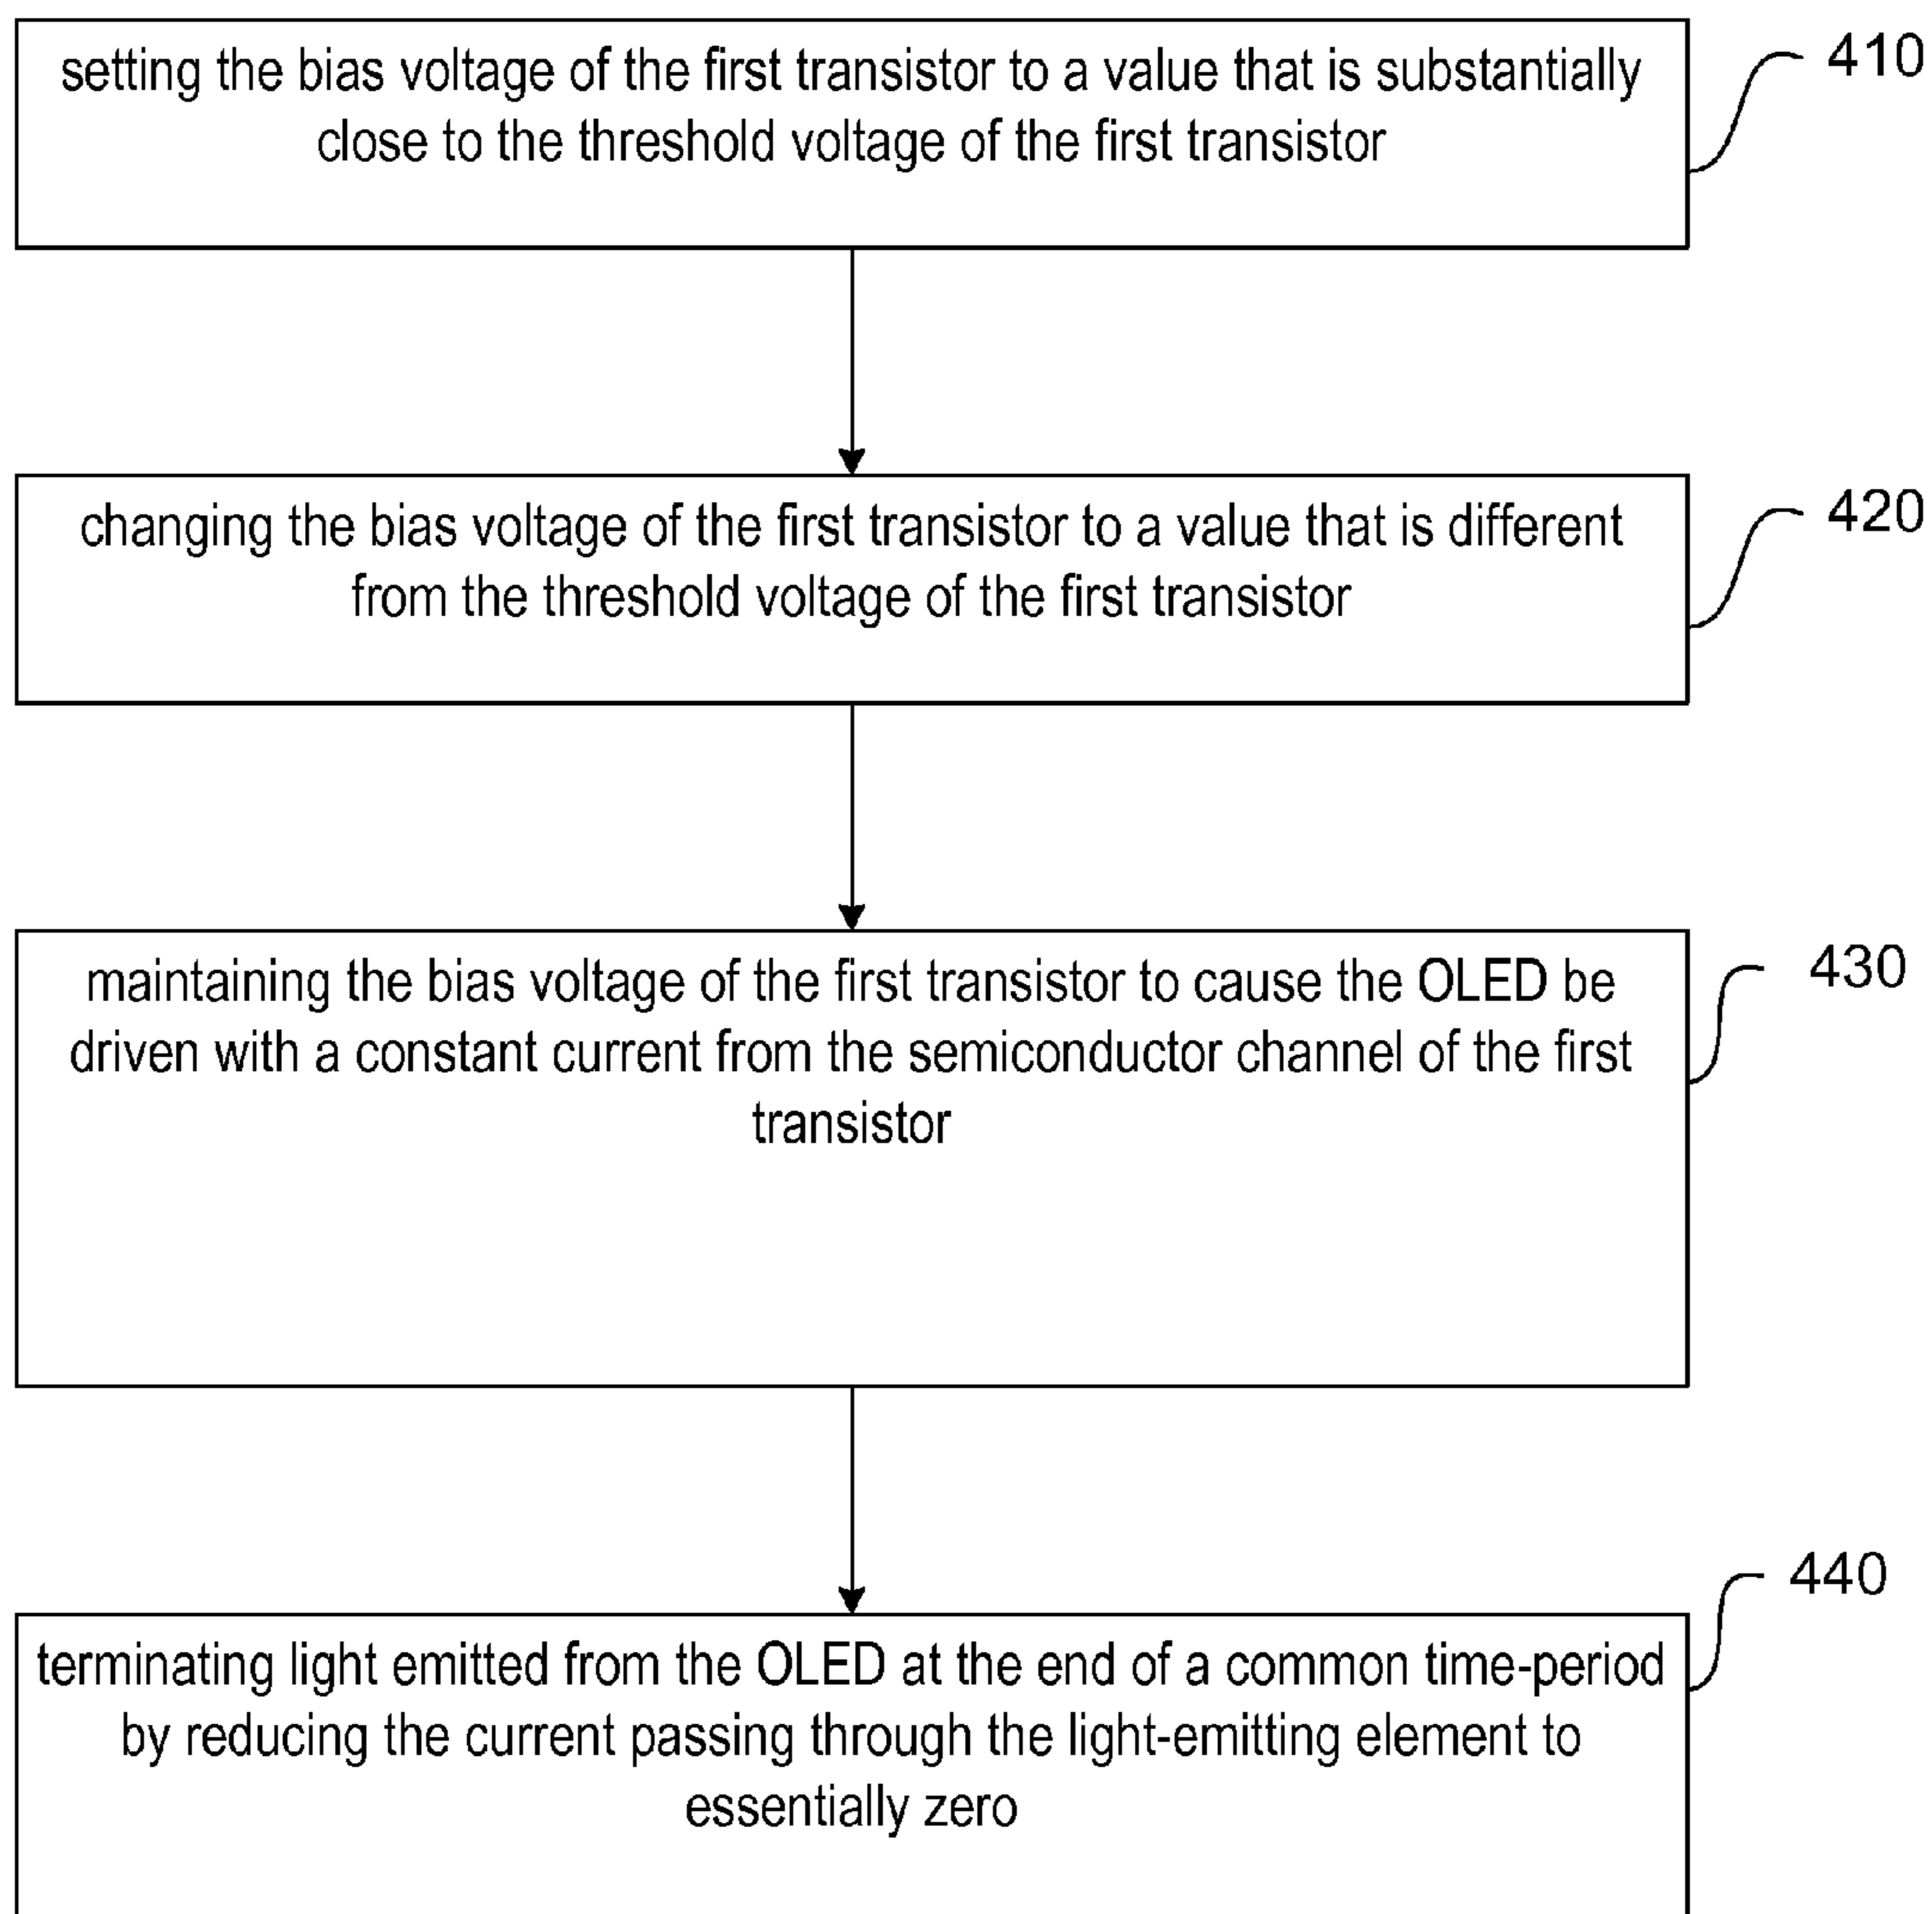 setting the bias voltage of the first transistor to a value that is substantially
close to the threshold voltage of the first transistor
410
changing the bias voltage of the first transistor to a value that is different
from the threshold voltage of the first transistor
420
maintaining the bias voltage of the first transistor to cause the OLED be
driven with a constant current from the semiconductor channel of the first
transistor
430
terminating light emitted from the OLED at the end of a common time-period
by reducing the current passing through the light-emitting element to
essentially zero
440